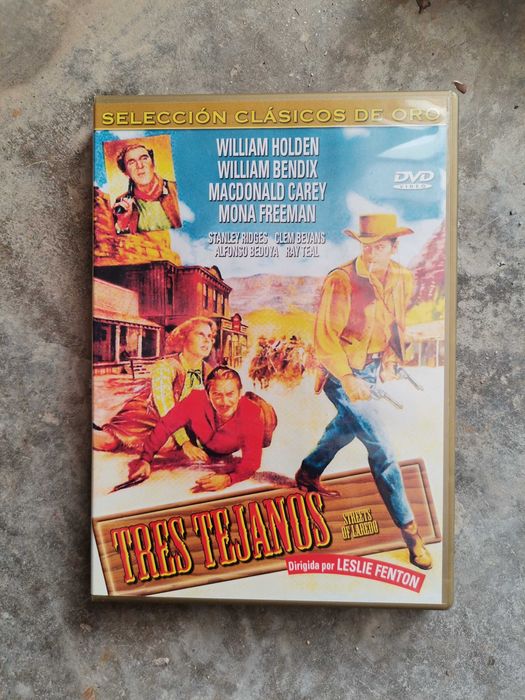 SELECCIÓN CLÁSICOS DE ORO
WILLIAM HOLDEN
WILLIAM BENDIX
MACDONALD CAREY
MONA FREEMAN
STANLEY RIDGES CLEM BEVANS
ALFONSO BEDOYA RAY TEAL
DVD
VIDEO
TRES TEJANOS
STREETS
OF LAREDO
Dirigida por LESLIE FENTON